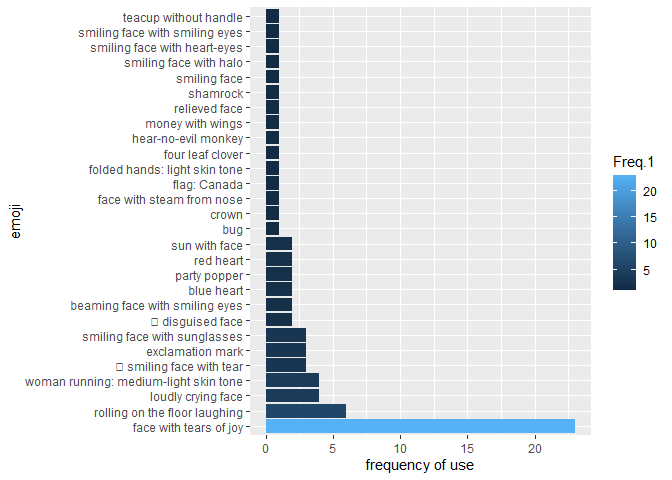 teacup without handle
smiling face with smiling eyes
smiling face with heart-eyes
smiling face with halo
smiling face
shamrock
relieved face
money with wings
hear-no-evil monkey
four leaf clover
folded hands: light skin tone
flag: Canada
face with steam from nose
crown
bug
sun with face
red heart
party popper
blue heart
beaming face with smiling eyes
▯ disguised face
smiling face with sunglasses
exclamation mark
▯ smiling face with tear
woman running: medium-light skin tone
loudly crying face
rolling on the floor laughing
face with tears of joy
emoji
0 5 10 15 20
frequency of use
Freq.1
20
15
10
5